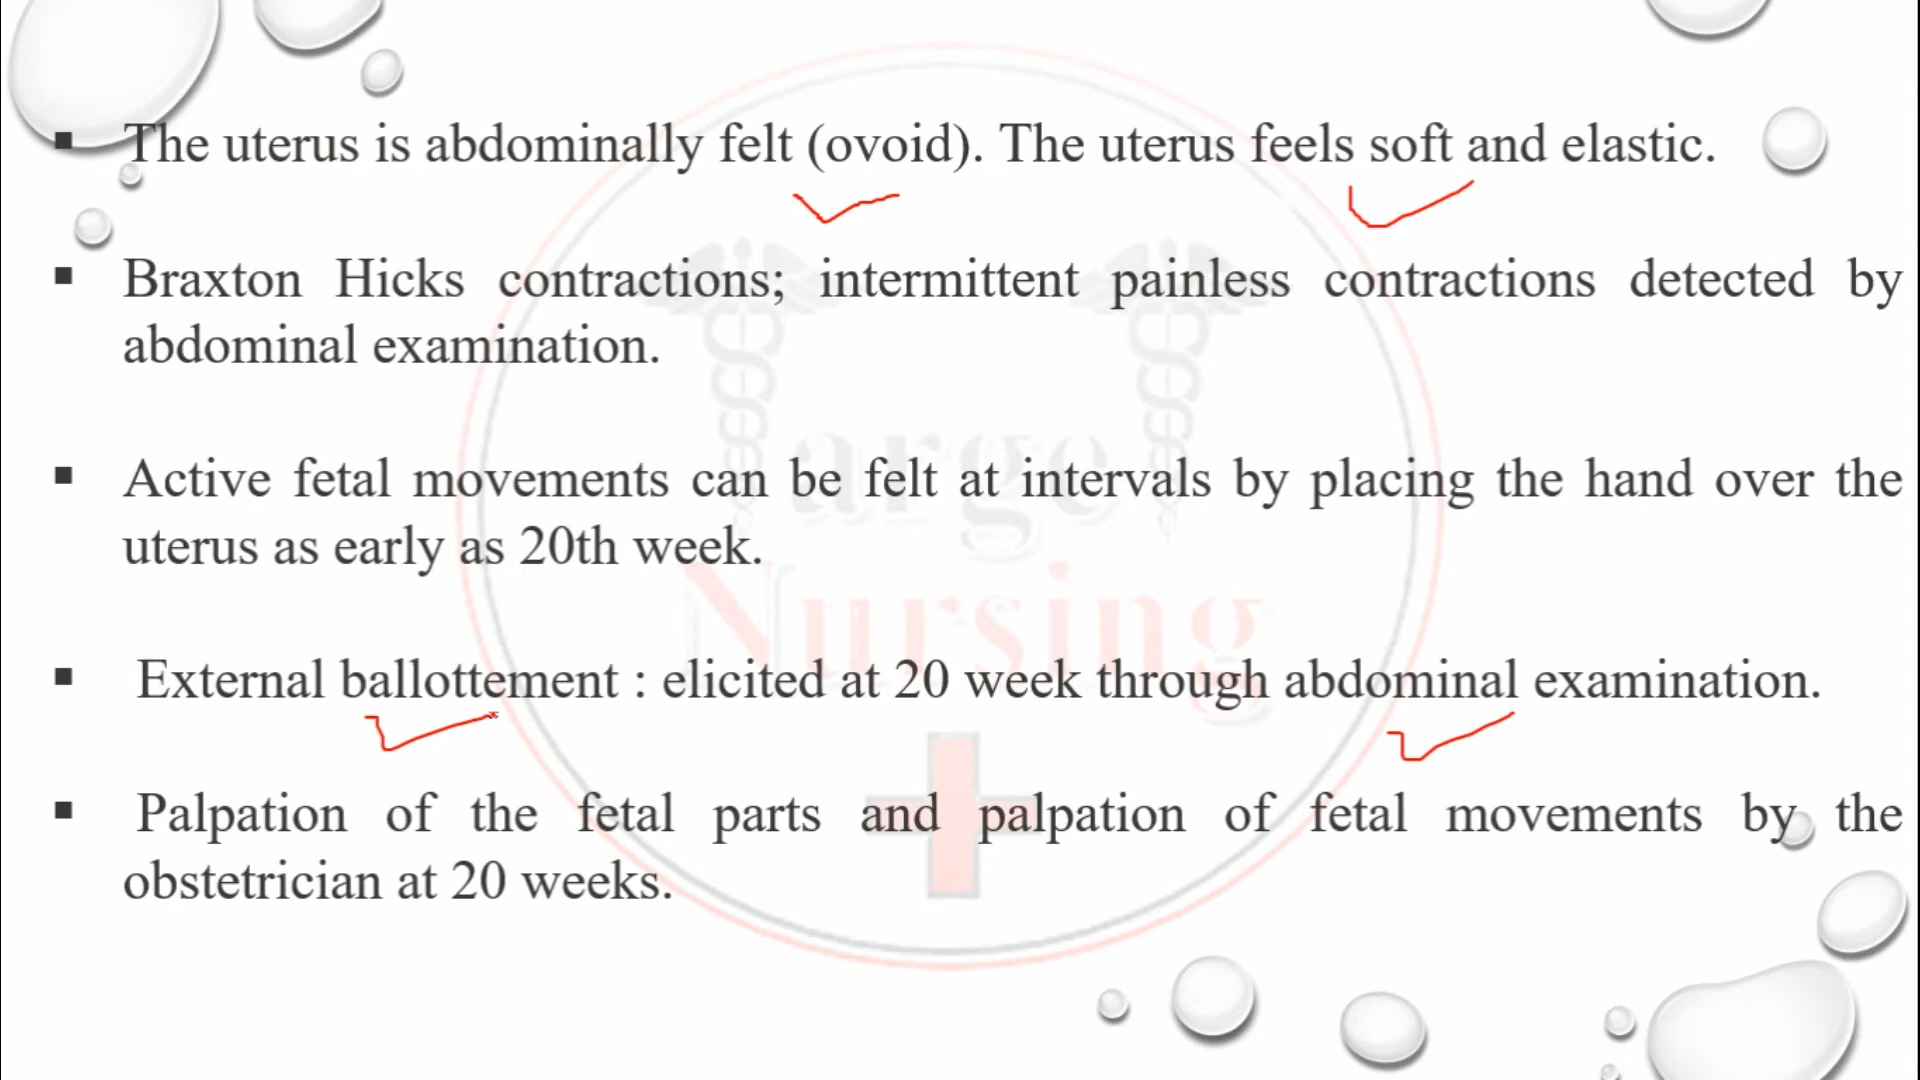 ▪ The uterus is abdominally felt (ovoid). The uterus feels soft and elastic.
▪ Braxton Hicks contractions; intermittent painless contractions detected by
abdominal examination.
▪ Active fetal movements can be felt at intervals by placing the hand over the
uterus as early as 20th week.
▪ External ballottement : elicited at 20 week through abdominal examination.
▪ Palpation of the fetal parts and palpation of fetal movements by the
obstetrician at 20 weeks.
arge
Nursing